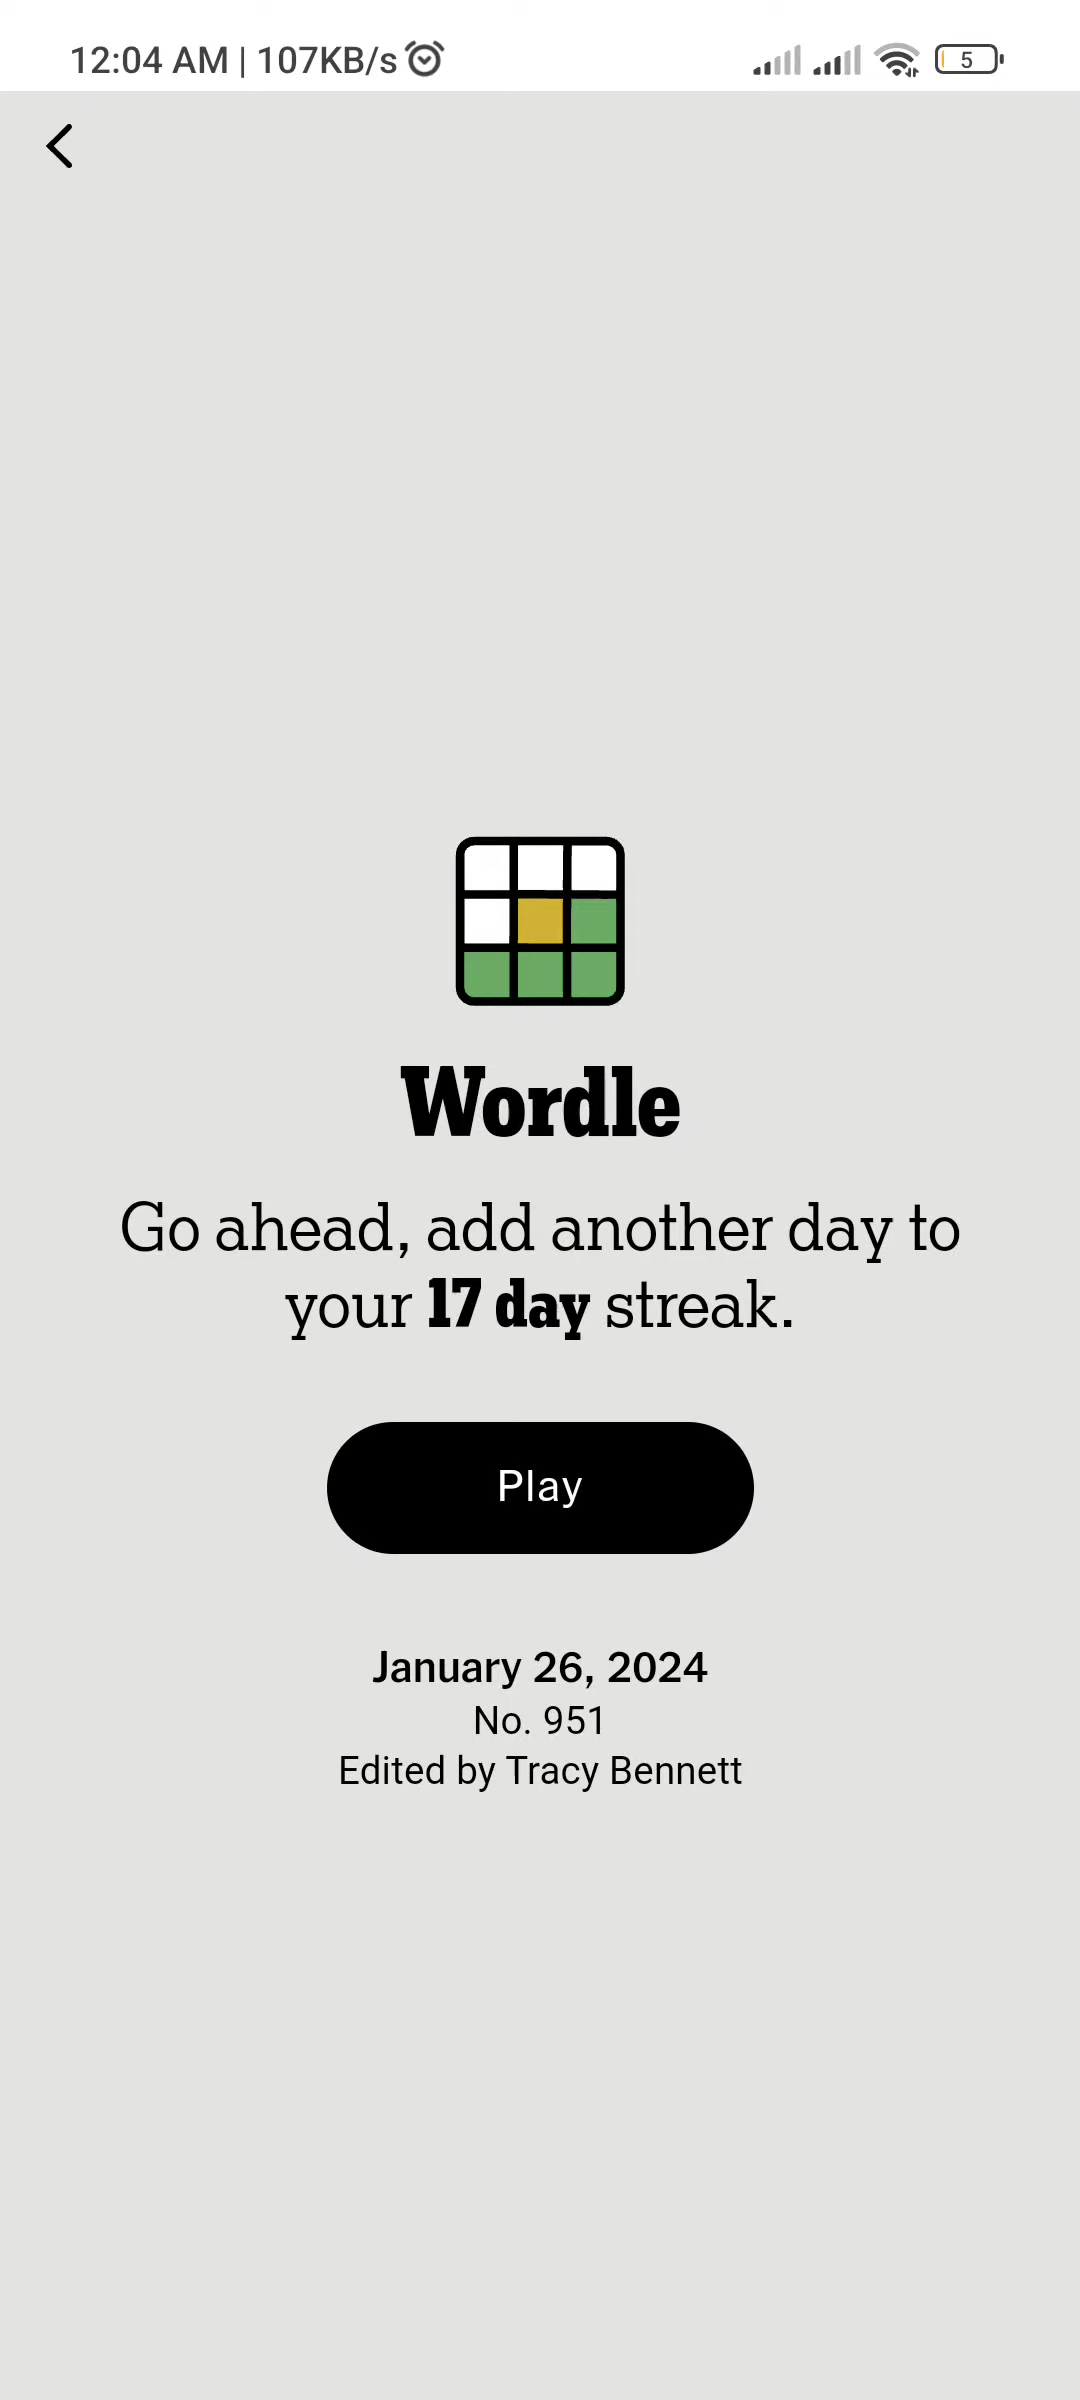 12:04 AM | 107KB/s
5
Wordle
Go ahead, add another day to
your 17 day streak.
Play
January 26, 2024
No. 951
Edited by Tracy Bennett